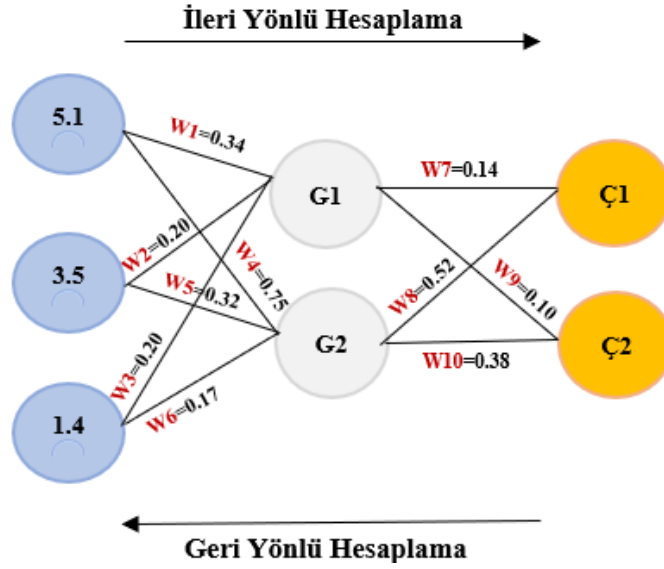 İleri Yönlü Hesaplama
5.1
W1=0.34
W7=0.14
G1
Ç1
W2=0.20
W4=0.75
3.5
W5=0.32
W8=0.52
W9=0.10
G2
Ç2
W3=0.20
W10=0.38
1.4
W6=0.17
Geri Yönlü Hesaplama